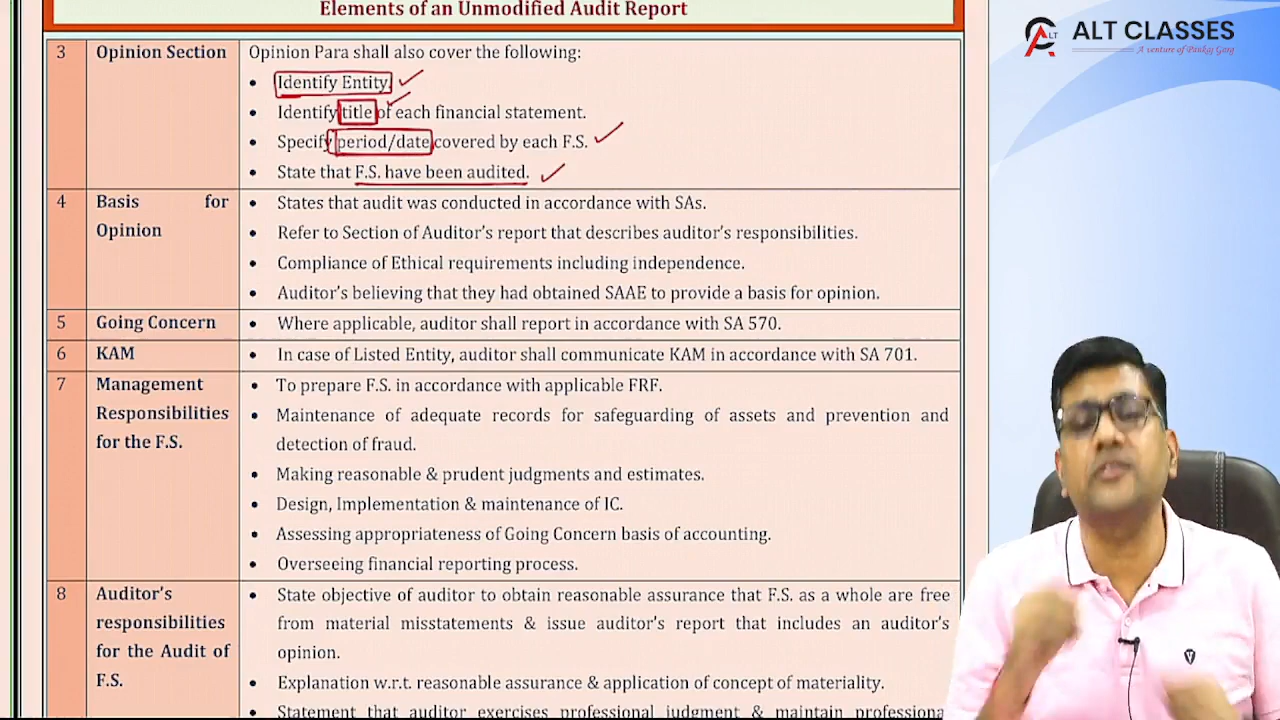 Elements of an Unmodified Audit Report
ALT
ALT CLASSES
A venture of Pankaj Garg
3 Opinion Section Opinion Para shall also cover the following:
• Identify Entity.
• Identify title of each financial statement.
• Specify period/date covered by each F.S.
• State that F.S. have been audited.
4 Basis for Opinion
• States that audit was conducted in accordance with SAs.
• Refer to Section of Auditor's report that describes auditor's responsibilities.
• Compliance of Ethical requirements including independence.
• Auditor's believing that they had obtained SAAE to provide a basis for opinion.
5 Going Concern • Where applicable, auditor shall report in accordance with SA 570.
6 KAM • In case of Listed Entity, auditor shall communicate KAM in accordance with SA 701.
7 Management
Responsibilities
for the F.S.
• To prepare F.S. in accordance with applicable FRF.
• Maintenance of adequate records for safeguarding of assets and prevention and
detection of fraud.
• Making reasonable & prudent judgments and estimates.
• Design, Implementation & maintenance of IC.
• Assessing appropriateness of Going Concern basis of accounting.
• Overseeing financial reporting process.
8 Auditor's
responsibilities
for the Audit of
F.S.
• State objective of auditor to obtain reasonable assurance that F.S. as a whole are free
from material misstatements & issue auditor's report that includes an auditor's
opinion.
• Explanation w.r.t. reasonable assurance & application of concept of materiality.
• Statement that auditor exercises professional judgment & maintain professional